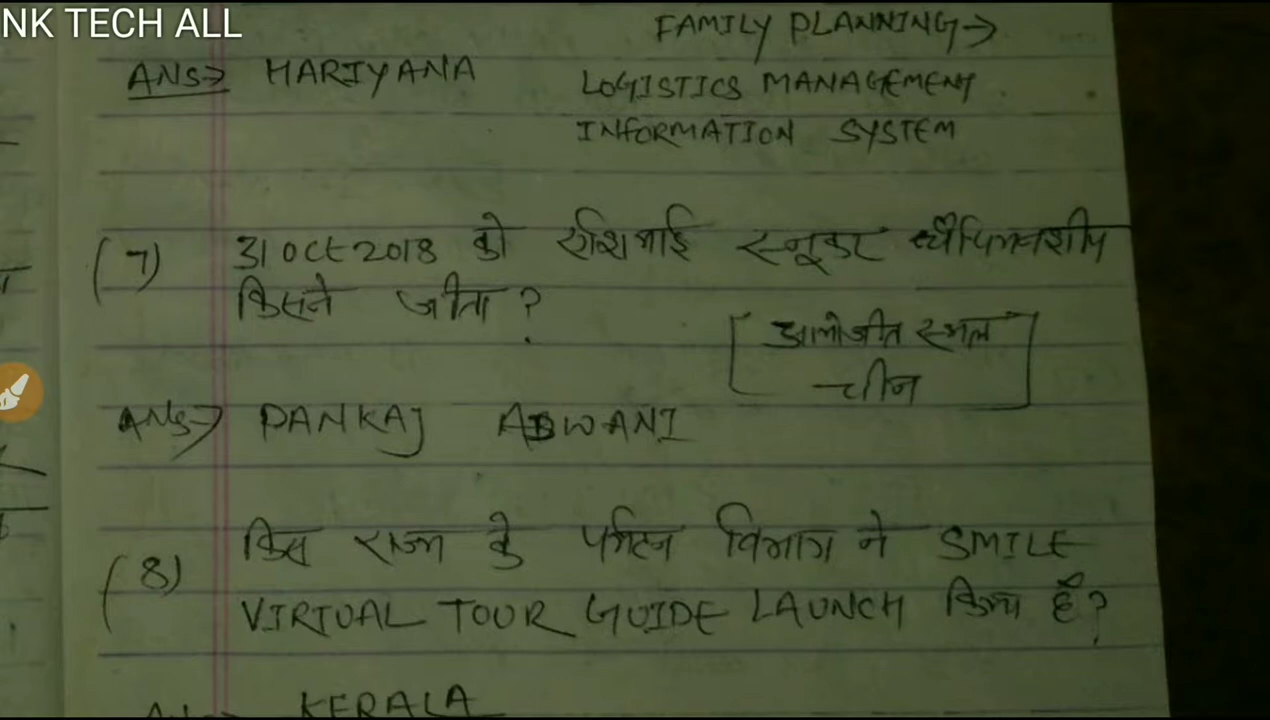 NK TECH ALL
FAMILY PLANNING→
ANS→ HARIYANA
LOGISTICS MANAGEMENT
INFORMATION SYSTEM
(7) 31 OCT 2018 को एशियाई स्नूकर चैंपियनशीप
किसने जीता ?
[आयोजीत स्थल
चीन]
ANS→ PANKAJ ADWANI
(8) किस राज्य के पर्यटन विभाग ने SMILE
VIRTUAL TOUR GUIDE LAUNCH किया है?
KERALA